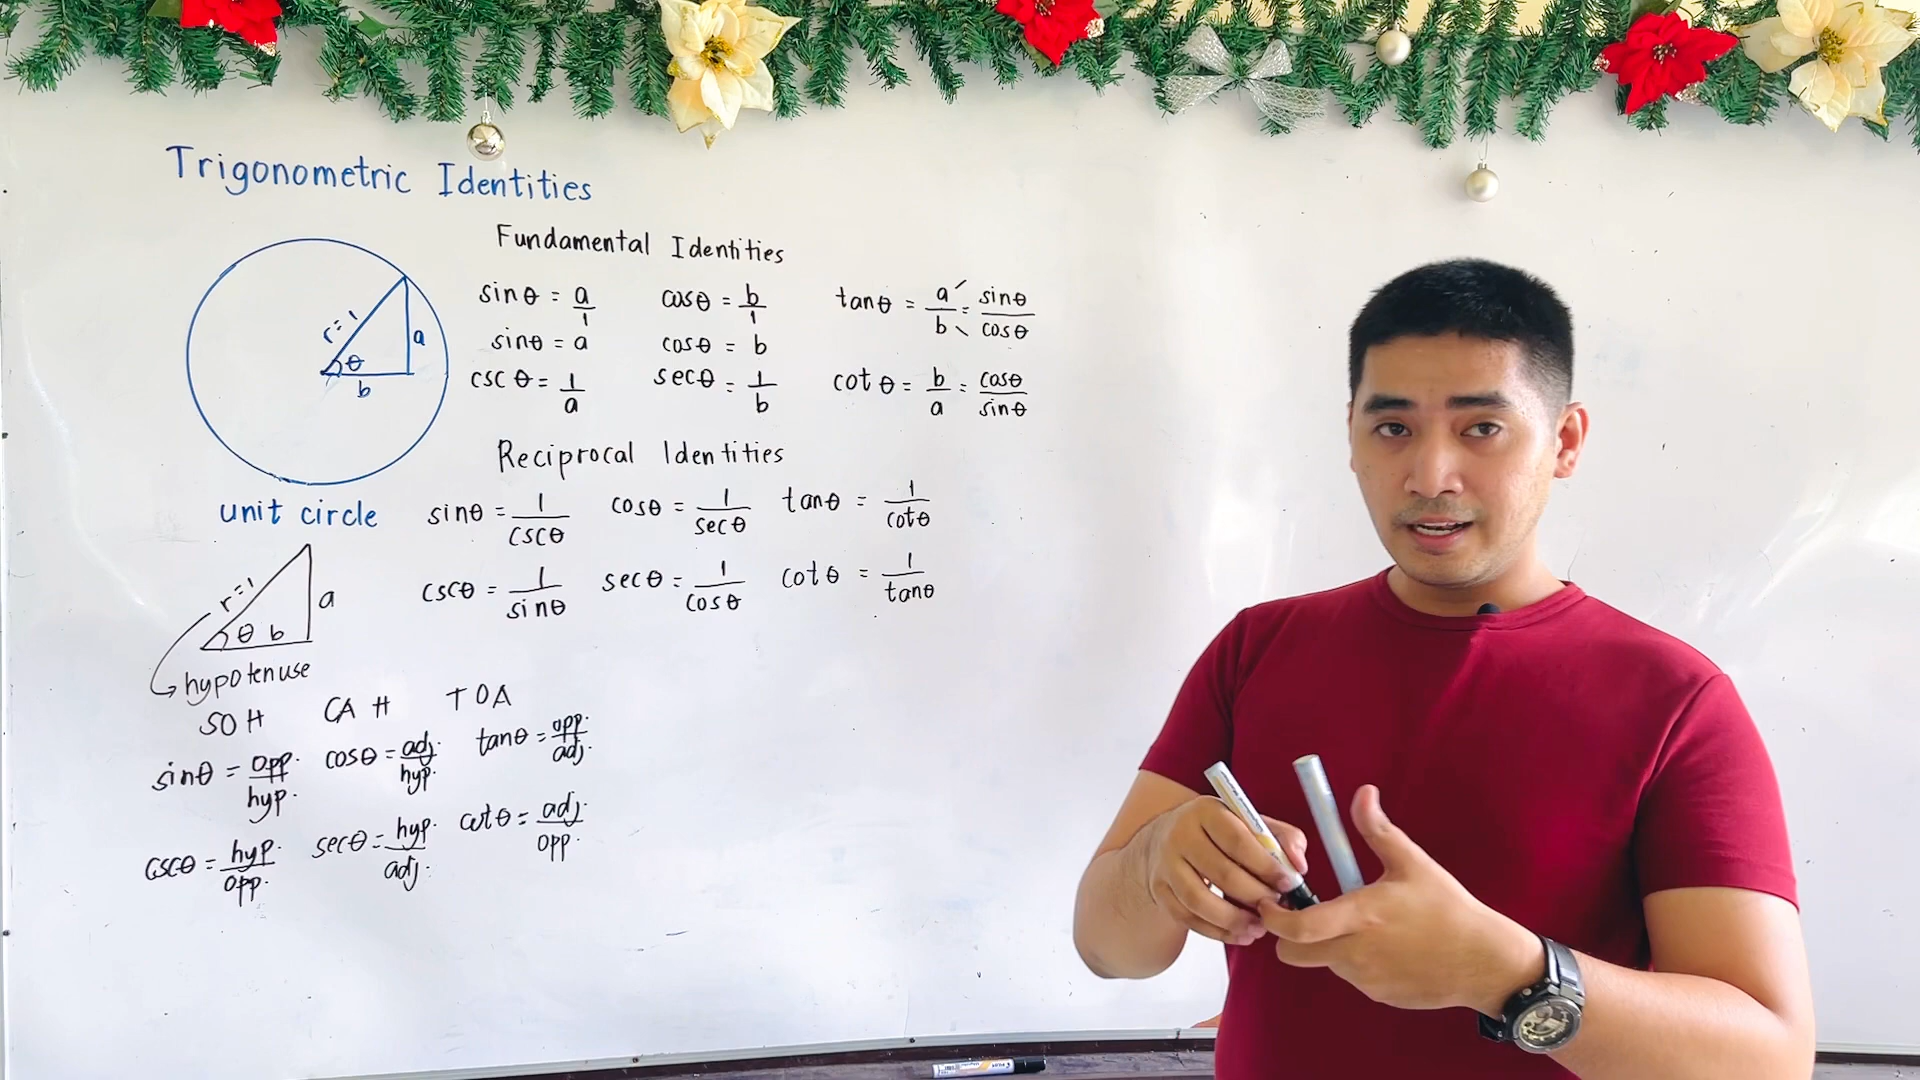 Trigonometric Identities
Fundamental Identities
sinθ = a/1 cosθ = b/1 tanθ = a/b = sinθ/cosθ
sinθ = a cosθ = b
cscθ = 1/a secθ = 1/b cotθ = b/a = cosθ/sinθ
r=1
a
θ
b
unit circle
Reciprocal Identities
sinθ = 1/cscθ cosθ = 1/secθ tanθ = 1/cotθ
cscθ = 1/sinθ secθ = 1/cosθ cotθ = 1/tanθ
r=1
a
θ b
hypotenuse
SOH CAH TOA
sinθ = opp./hyp. cosθ = adj./hyp. tanθ = opp./adj.
cscθ = hyp./opp. secθ = hyp./adj. cotθ = adj./opp.
PILOT